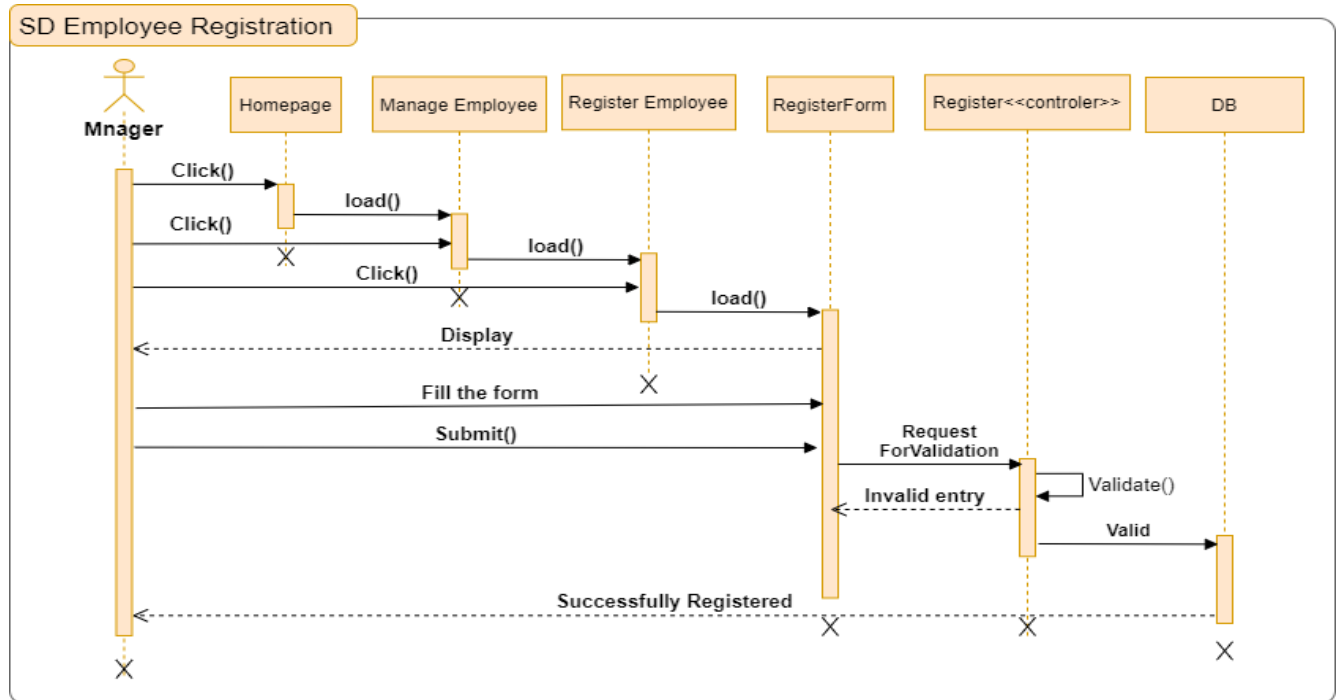 SD Employee Registration
Mnager
Homepage
Manage Employee
Register Employee
RegisterForm
Register<<controler>>
DB
Click()
load()
Click()
load()
Click()
load()
Display
Fill the form
Submit()
Request
ForValidation
Validate()
Invalid entry
Valid
Successfully Registered